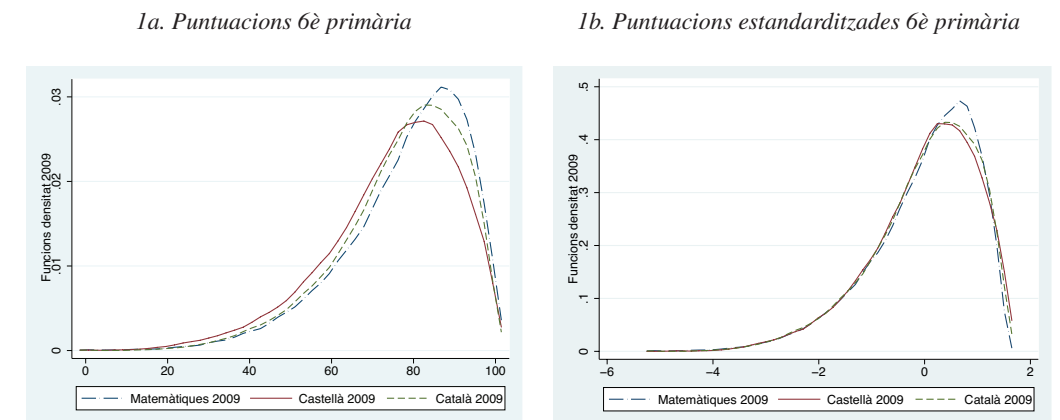 1a. Puntuacions 6è primària
Funcions densitat 2009
.03
.02
.01
0
0 20 40 60 80 100
Matemàtiques 2009 Castellà 2009 Català 2009
1b. Puntuacions estandarditzades 6è primària
Funcions densitat 2009
.5
.4
.3
.2
.1
0
−6 −4 −2 0 2
Matemàtiques 2009 Castellà 2009 Català 2009